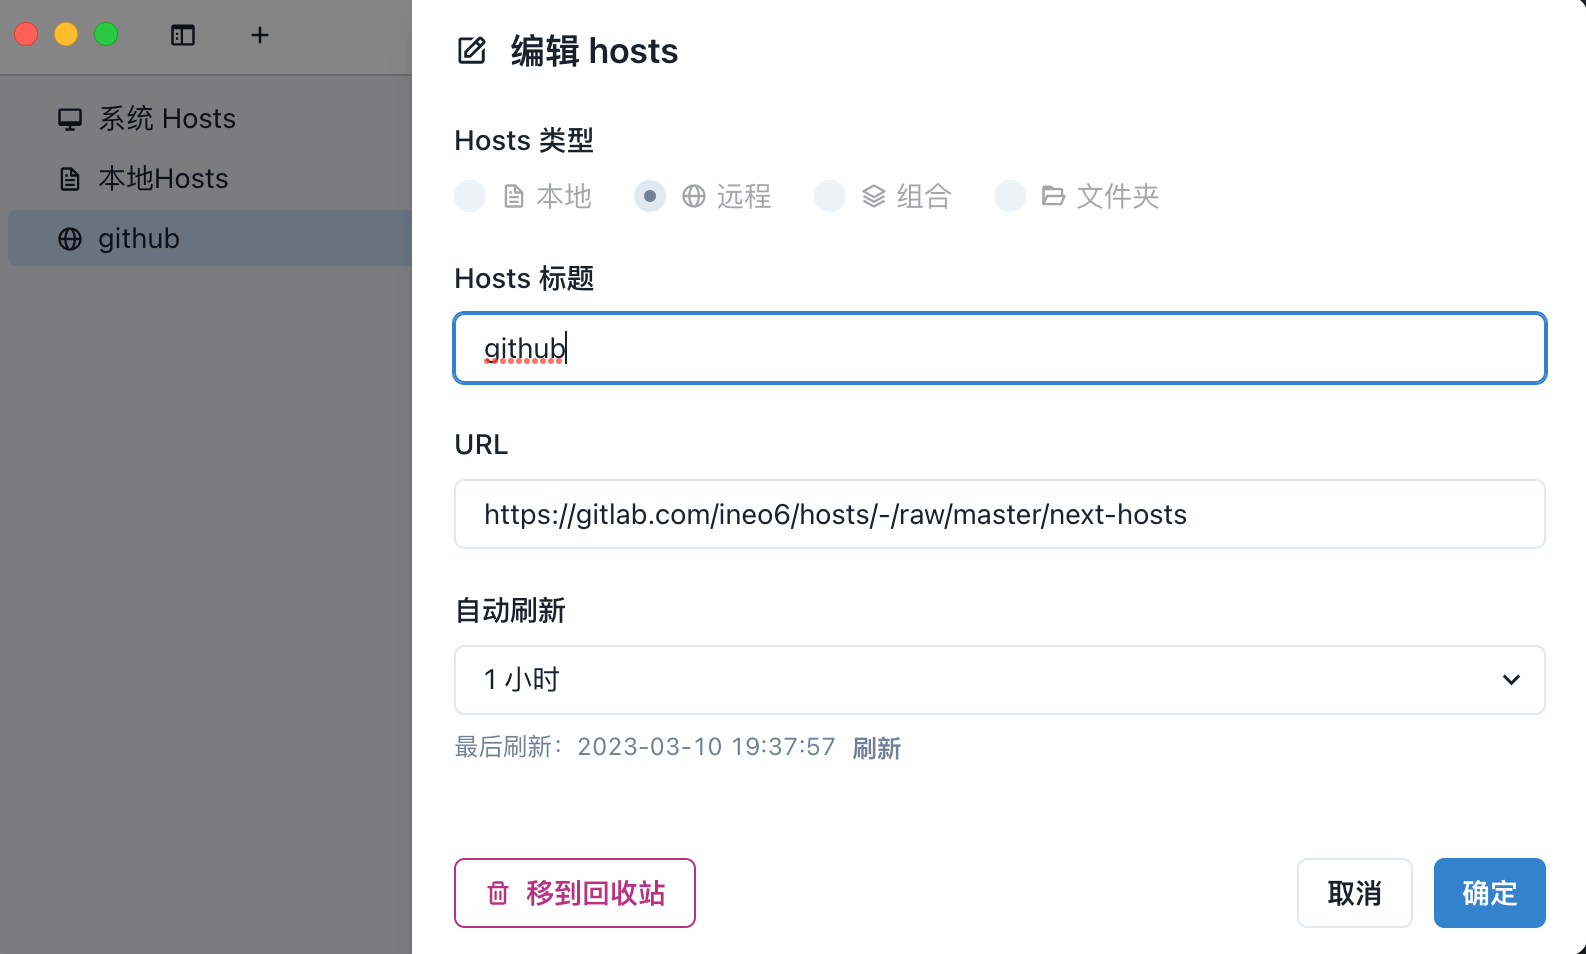 系统 Hosts
本地Hosts
github
编辑 hosts
Hosts 类型
本地 远程 组合 文件夹
Hosts 标题
github
URL
https://gitlab.com/ineo6/hosts/-/raw/master/next-hosts
自动刷新
1 小时
最后刷新：2023-03-10 19:37:57 刷新
移到回收站 取消 确定